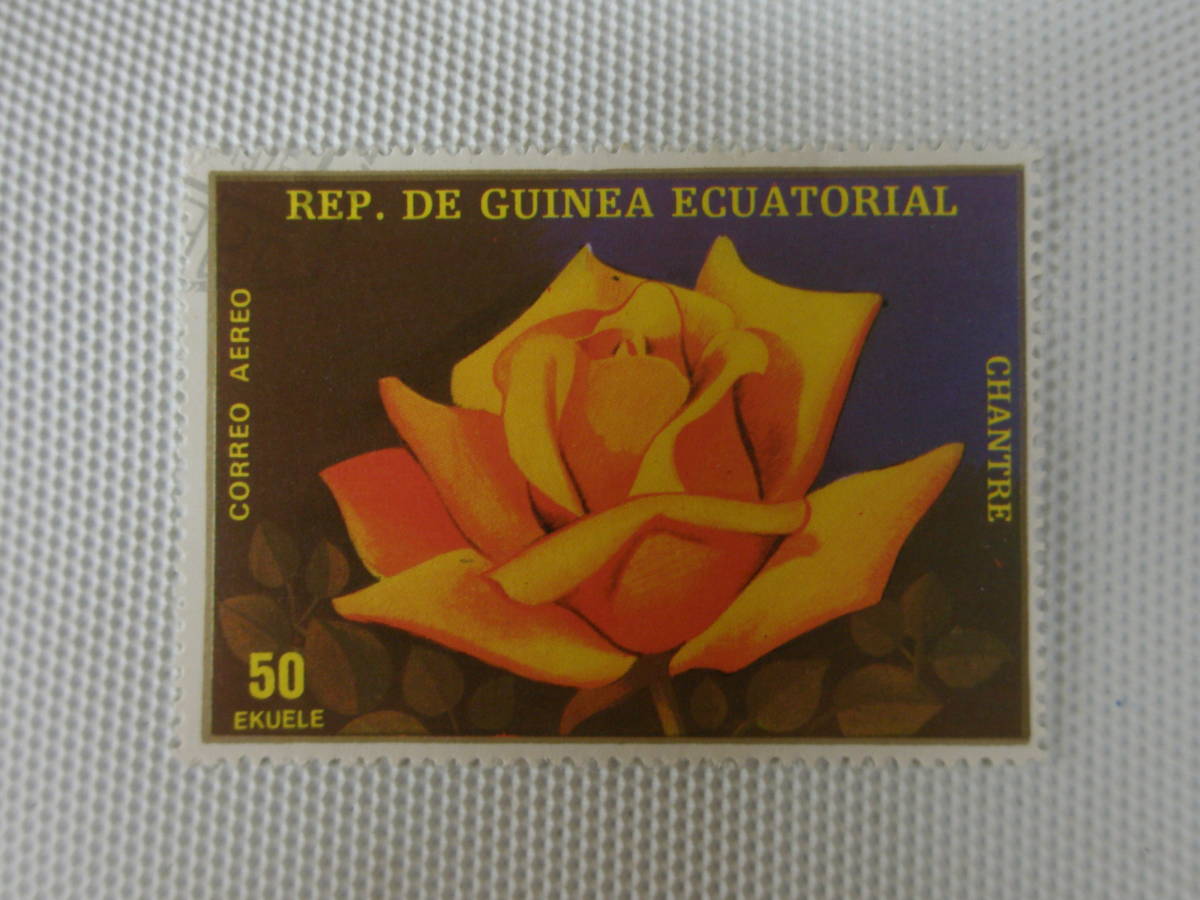 REP. DE GUINEA ECUATORIAL
CORREO AEREO
CHANTRE
50
EKUELE